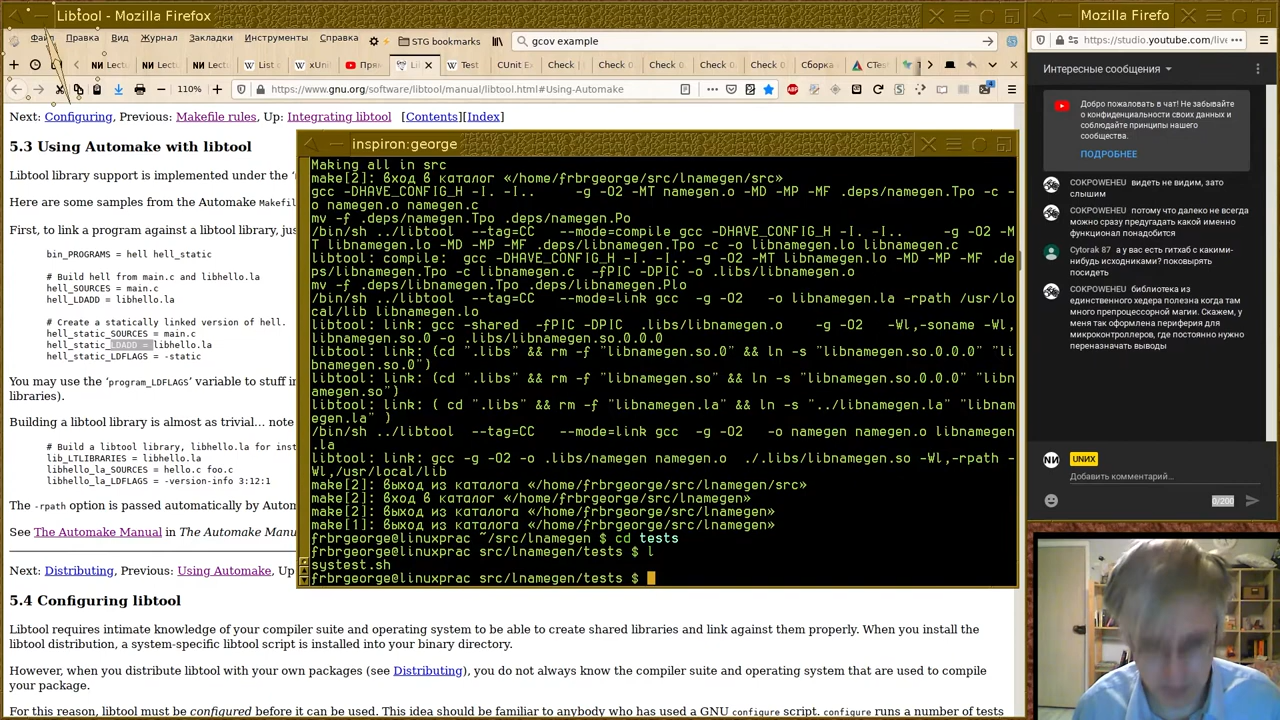 Libtool - Mozilla Firefox
Файл Правка Вид Журнал Закладки Инструменты Справка
STG bookmarks
gcov example
Lectu
Lectu
Lectu
List o
xUnit
Прям
Li
Test
CUnit Ex
Check
Check 0.
Check 0.
Check 0.
Check 0.
Сборка
CTest
110%
https://www.gnu.org/software/libtool/manual/libtool.html#Using-Automake
Next: Configuring, Previous: Makefile rules, Up: Integrating libtool [Contents][Index]
5.3 Using Automake with libtool
Libtool library support is implemented under the ‘
Here are some samples from the Automake Makefil
First, to link a program against a libtool library, jus
bin_PROGRAMS = hell hell_static
# Build hell from main.c and libhello.la
hell_SOURCES = main.c
hell_LDADD = libhello.la
# Create a statically linked version of hell.
hell_static_SOURCES = main.c
hell_static_LDADD = libhello.la
hell_static_LDFLAGS = -static
You may use the ‘program_LDFLAGS’ variable to stuff in
libraries).
Building a libtool library is almost as trivial… note
# Build a libtool library, libhello.la for inst
lib_LTLIBRARIES = libhello.la
libhello_la_SOURCES = hello.c foo.c
libhello_la_LDFLAGS = -version-info 3:12:1
The -rpath option is passed automatically by Autom
See The Automake Manual in The Automake Manu
Next: Distributing, Previous: Using Automake, Up
5.4 Configuring libtool
Libtool requires intimate knowledge of your compiler suite and operating system to be able to create shared libraries and link against them properly. When you install the
libtool distribution, a system-specific libtool script is installed into your binary directory.
However, when you distribute libtool with your own packages (see Distributing), you do not always know the compiler suite and operating system that are used to compile
your package.
For this reason, libtool must be configured before it can be used. This idea should be familiar to anybody who has used a GNU configure script. configure runs a number of tests
inspiron:george
Making all in src
make[2]: вход в каталог «/home/frbrgeorge/src/lnamegen/src»
gcc -DHAVE_CONFIG_H -I. -I.. -g -O2 -MT namegen.o -MD -MP -MF .deps/namegen.Tpo -c -
o namegen.o namegen.c
mv -f .deps/namegen.Tpo .deps/namegen.Po
/bin/sh ../libtool --tag=CC --mode=compile gcc -DHAVE_CONFIG_H -I. -I.. -g -O2 -M
T libnamegen.lo -MD -MP -MF .deps/libnamegen.Tpo -c -o libnamegen.lo libnamegen.c
libtool: compile: gcc -DHAVE_CONFIG_H -I. -I.. -g -O2 -MT libnamegen.lo -MD -MP -MF .de
ps/libnamegen.Tpo -c libnamegen.c -fPIC -DPIC -o .libs/libnamegen.o
mv -f .deps/libnamegen.Tpo .deps/libnamegen.Plo
/bin/sh ../libtool --tag=CC --mode=link gcc -g -O2 -o libnamegen.la -rpath /usr/lo
cal/lib libnamegen.lo
libtool: link: gcc -shared -fPIC -DPIC .libs/libnamegen.o -g -O2 -Wl,-soname -Wl,
libnamegen.so.0 -o .libs/libnamegen.so.0.0.0
libtool: link: (cd ".libs" && rm -f "libnamegen.so.0" && ln -s "libnamegen.so.0.0.0" "li
bnamegen.so.0")
libtool: link: (cd ".libs" && rm -f "libnamegen.so" && ln -s "libnamegen.so.0.0.0" "libn
amegen.so")
libtool: link: ( cd ".libs" && rm -f "libnamegen.la" && ln -s "../libnamegen.la" "libnam
egen.la" )
/bin/sh ../libtool --tag=CC --mode=link gcc -g -O2 -o namegen namegen.o libnamegen
.la
libtool: link: gcc -g -O2 -o .libs/namegen namegen.o ./.libs/libnamegen.so -Wl,-rpath -
Wl,/usr/local/lib
make[2]: выход из каталога «/home/frbrgeorge/src/lnamegen/src»
make[2]: вход в каталог «/home/frbrgeorge/src/lnamegen»
make[2]: выход из каталога «/home/frbrgeorge/src/lnamegen»
make[1]: выход из каталога «/home/frbrgeorge/src/lnamegen»
frbrgeorge@linuxprac ~/src/lnamegen $ cd tests
frbrgeorge@linuxprac src/lnamegen/tests $ l
systest.sh
frbrgeorge@linuxprac src/lnamegen/tests $
Mozilla Firefo
https://studio.youtube.com/live
Интересные сообщения
Добро пожаловать в чат! Не забывайте
о конфиденциальности своих данных и
соблюдайте принципы нашего
сообщества.
ПОДРОБНЕЕ
COKPOWEHEU видеть не видим, зато
слышим
COKPOWEHEU потому что далеко не всегда
можно сразу предугадать какой именно
функционал понадобится
Cytorak 87 а у вас есть гитхаб с какими-
нибудь исходниками? поковырять
посидеть
COKPOWEHEU библиотека из
единственного хедера полезна когда там
много препроцессорной магии. Скажем, у
меня так оформлена периферия для
микроконтроллеров, где постоянно нужно
переназначать выводы
UNИX
Добавить комментарий...
0/200